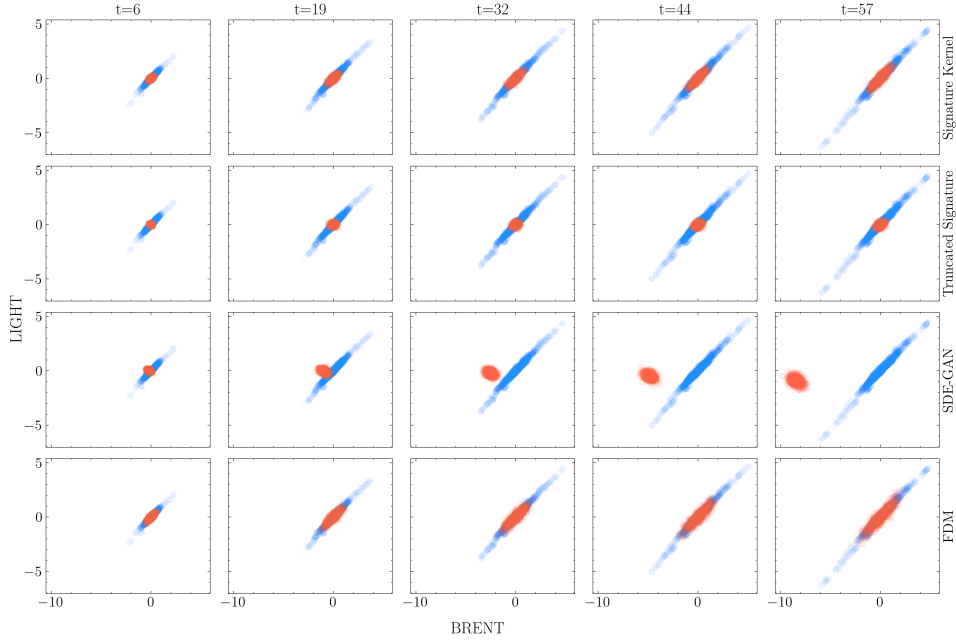 t=6 t=19 t=32 t=44 t=57
5
0
−5
Signature Kernel
5
0
−5
Truncated Signature
LIGHT
5
0
−5
SDE-GAN
5
0
−5
FDM
−10 0 −10 0 −10 0 −10 0 −10 0
BRENT